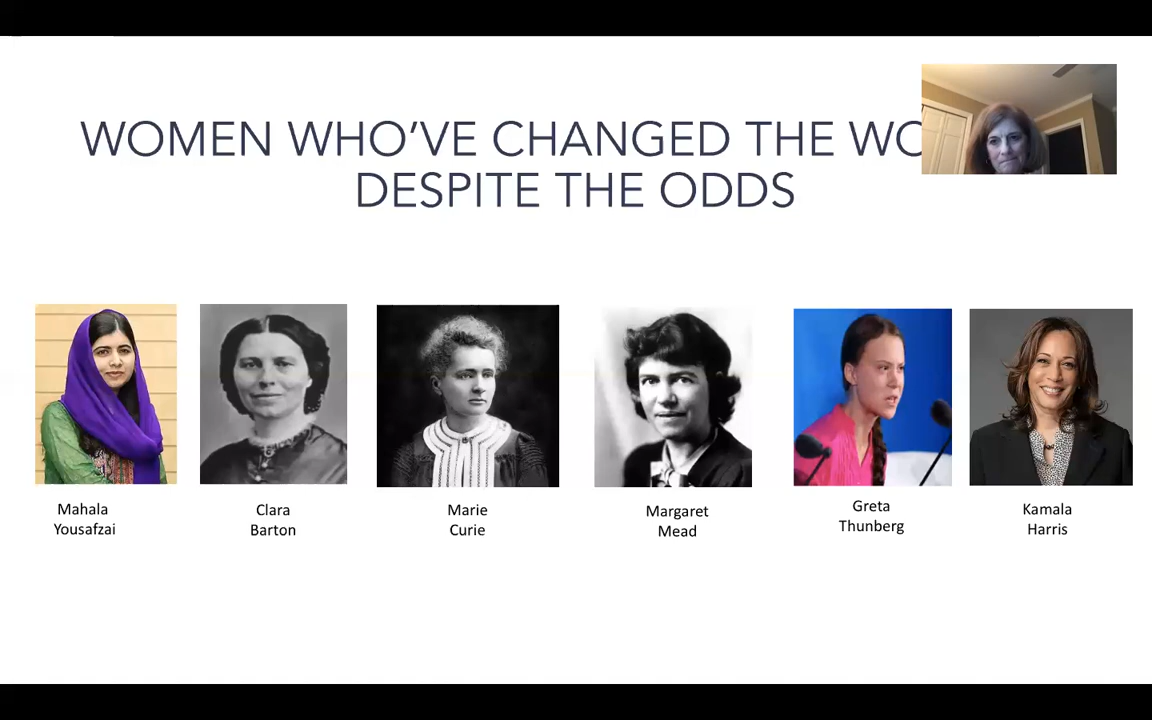 WOMEN WHO'VE CHANGED THE WO
DESPITE THE ODDS
Mahala
Yousafzai
Clara
Barton
Marie
Curie
Margaret
Mead
Greta
Thunberg
Kamala
Harris